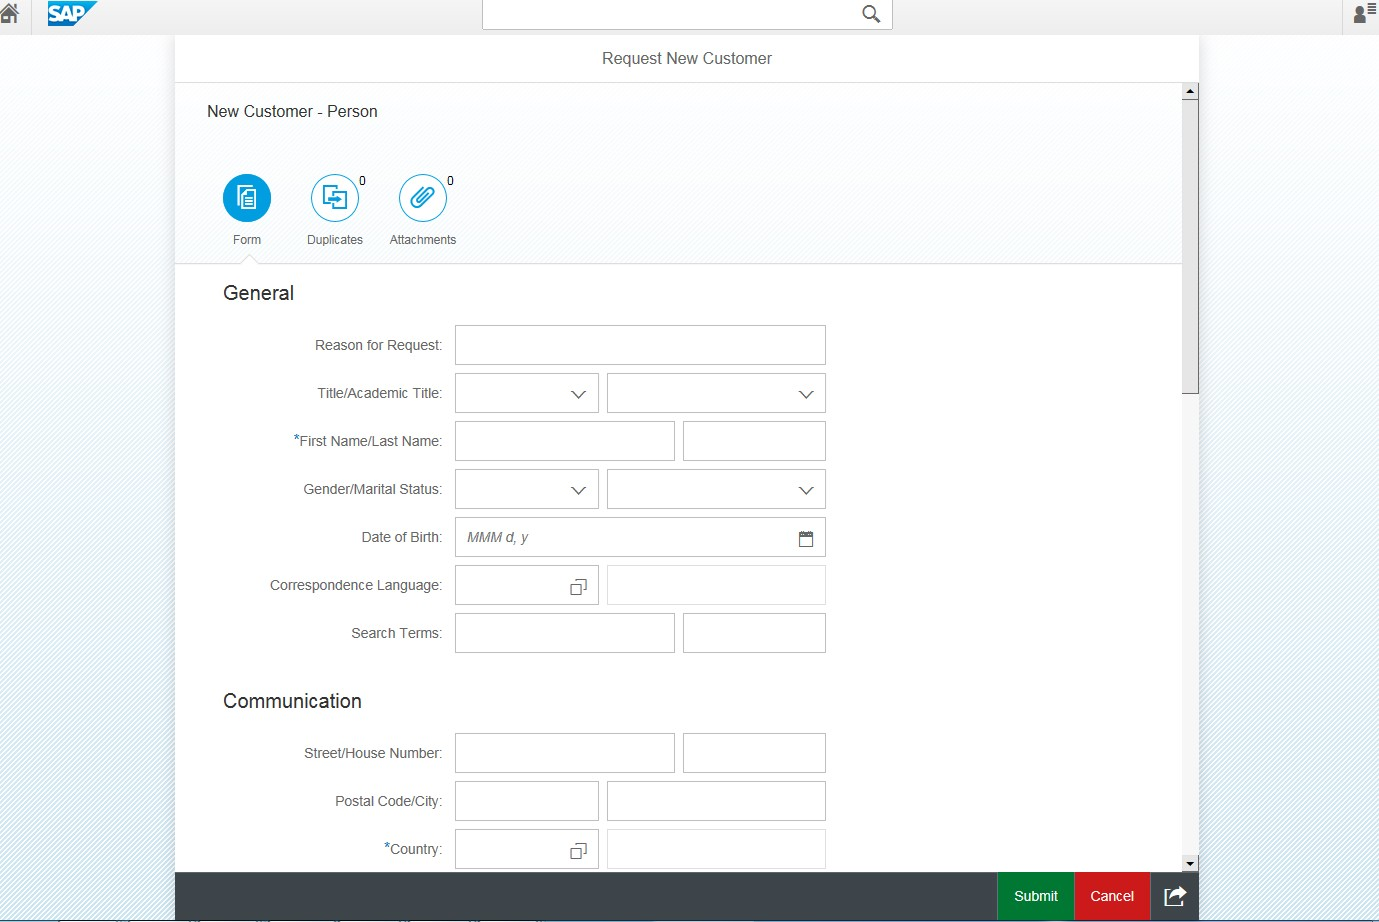 SAP
Request New Customer
New Customer - Person
0
0
Form
Duplicates
Attachments
General
Reason for Request:
Title/Academic Title:
*First Name/Last Name:
Gender/Marital Status:
Date of Birth:
MMM d, y
Correspondence Language:
Search Terms:
Communication
Street/House Number:
Postal Code/City:
*Country:
Submit
Cancel